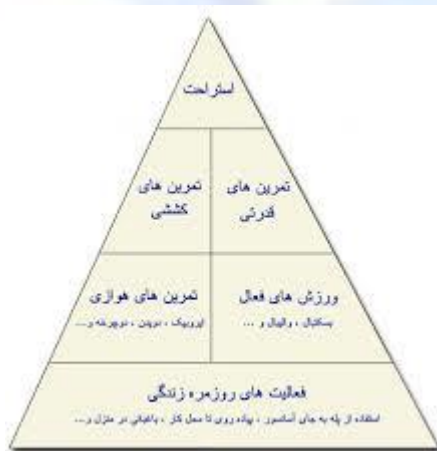 استراحت
تمرین های
قدرتی
تمرین های
کششی
ورزش های فعال
بسکتبال ، والیبال و ...
تمرین های هوازی
ایروبیک ، دویدن ، دوچرخه و...
فعالیت های روزمره زندگی
استفاده از پله به جای آسانسور ، پیاده روی تا محل کار ، باغبانی در منزل و...